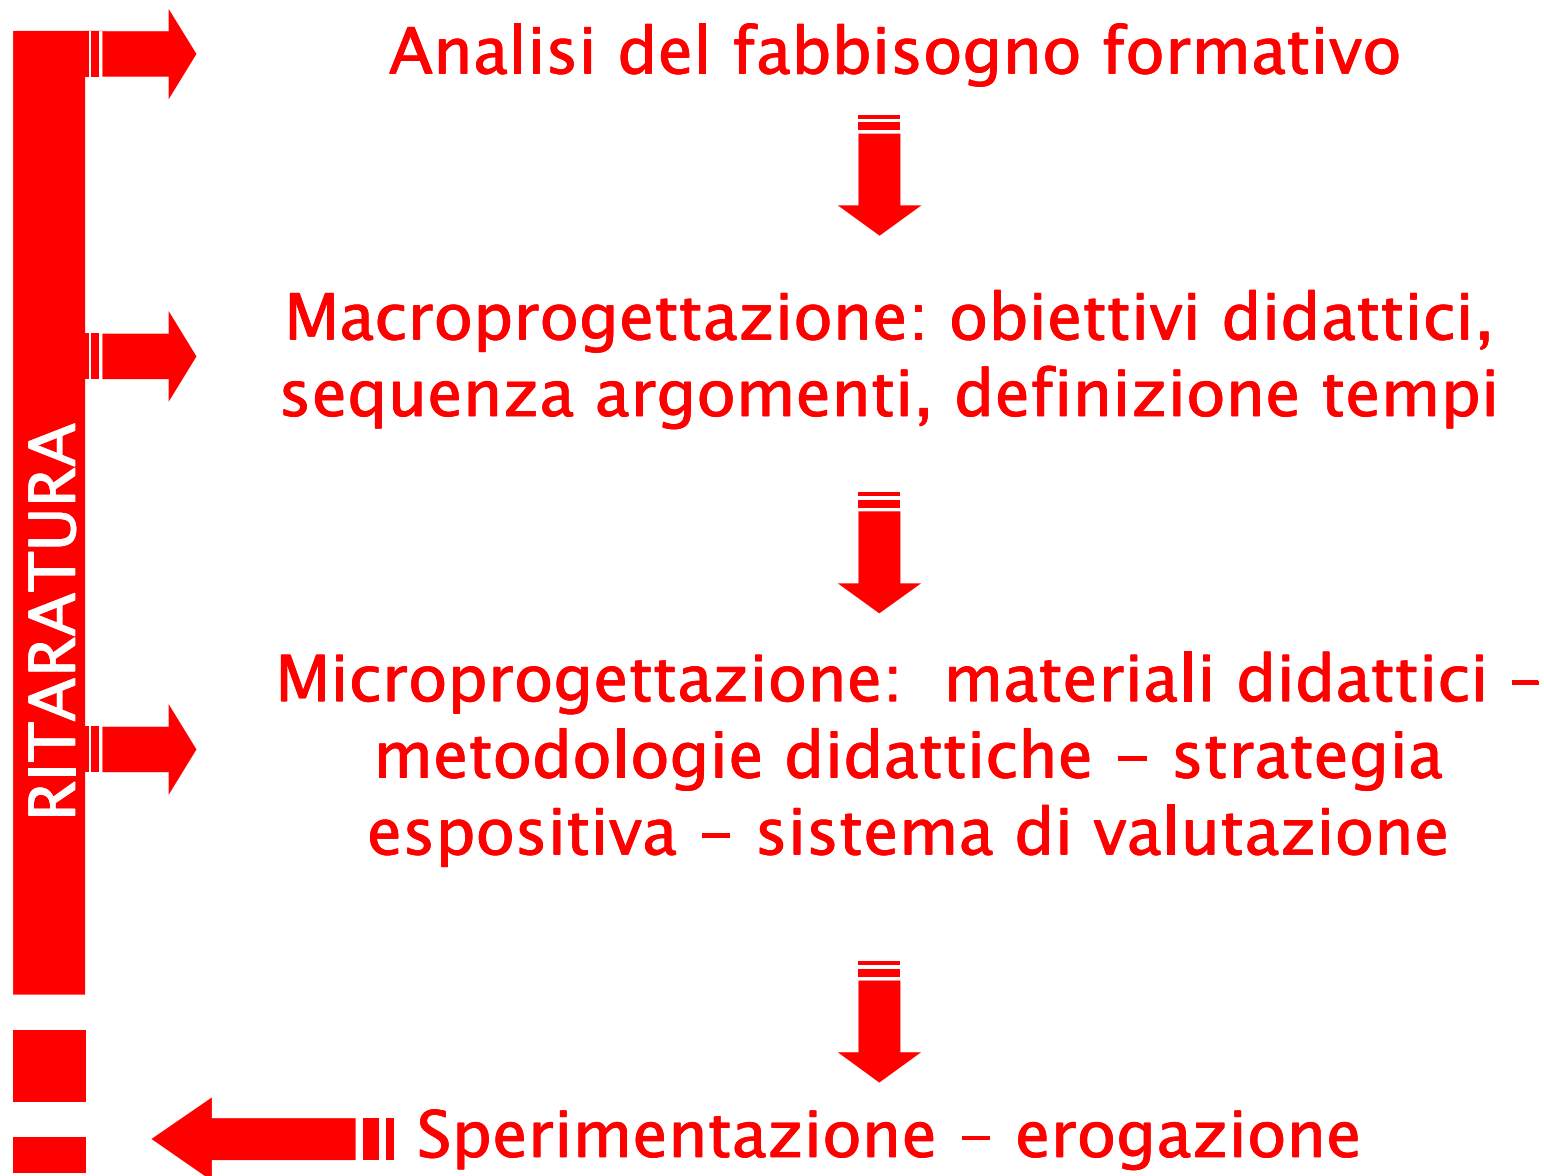 Analisi del fabbisogno formativo
Macroprogettazione: obiettivi didattici,
sequenza argomenti, definizione tempi
RITARATURA
Microprogettazione:  materiali didattici –
metodologie didattiche – strategia
espositiva – sistema di valutazione
Sperimentazione – erogazione